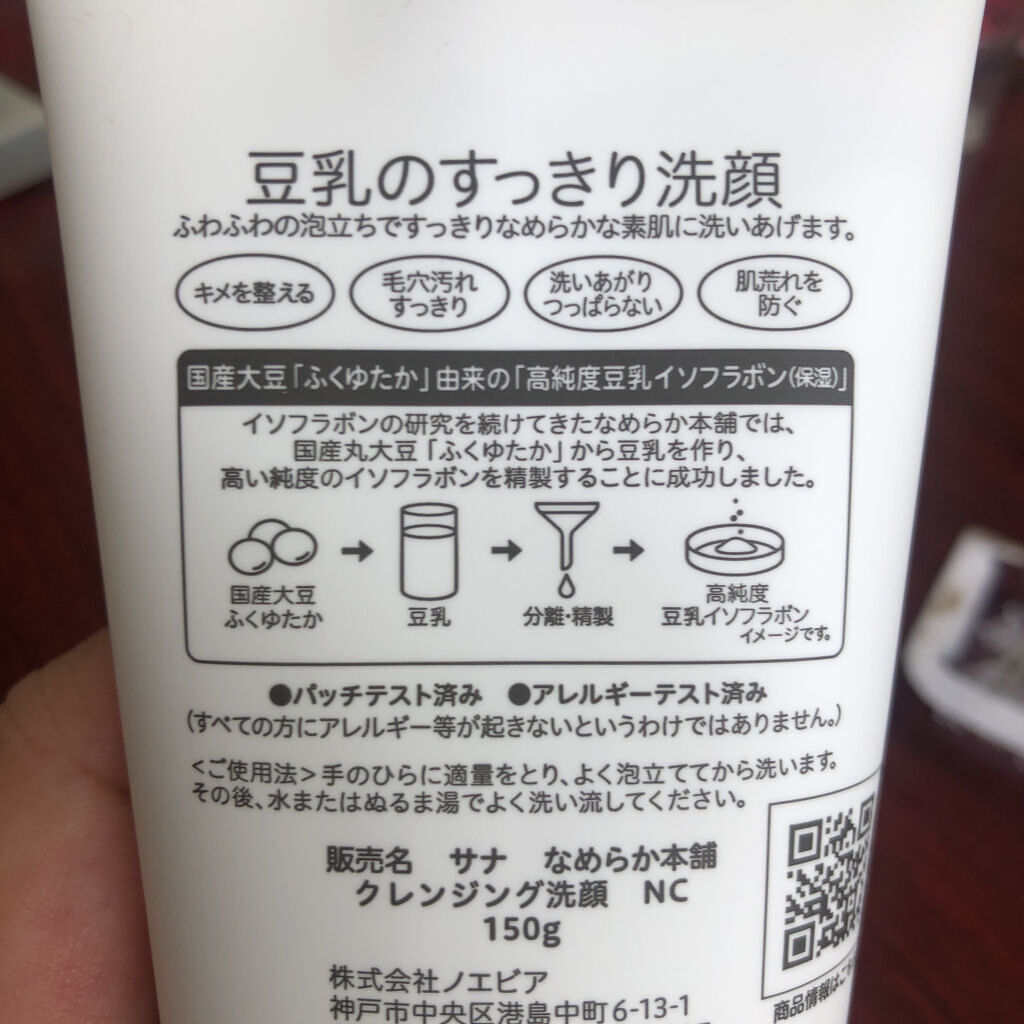 豆乳のすっきり洗顔
ふわふわの泡立ちですっきりなめらかな素肌に洗いあげます。
キメを整える
毛穴汚れ
すっきり
洗いあがり
つっぱらない
肌荒れを
防ぐ
国産大豆「ふくゆたか」由来の「高純度豆乳イソフラボン(保湿)」
イソフラボンの研究を続けてきたなめらか本舗では、
国産丸大豆「ふくゆたか」から豆乳を作り、
高い純度のイソフラボンを精製することに成功しました。
国産大豆
ふくゆたか
豆乳
分離・精製
高純度
豆乳イソフラボン
イメージです。
●パッチテスト済み ●アレルギーテスト済み
(すべての方にアレルギー等が起きないというわけではありません。)
<ご使用法>手のひらに適量をとり、よく泡立ててから洗います。
その後、水またはぬるま湯でよく洗い流してください。
販売名 サナ なめらか本舗
クレンジング洗顔 NC
150g
株式会社ノエビア
神戸市中央区港島中町6-13-1
商品情報はこち